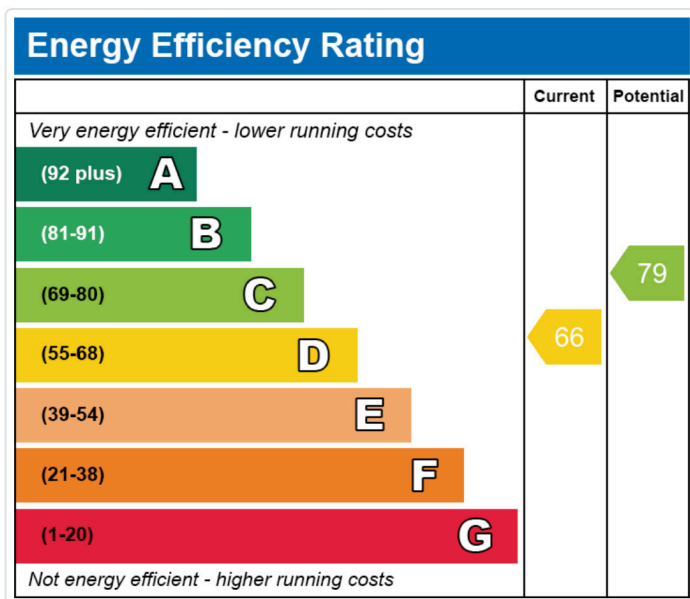 Energy Efficiency Rating
Current Potential
Very energy efficient - lower running costs
(92 plus) A
(81-91) B
(69-80) C
79
(55-68) D
66
(39-54) E
(21-38) F
(1-20) G
Not energy efficient - higher running costs